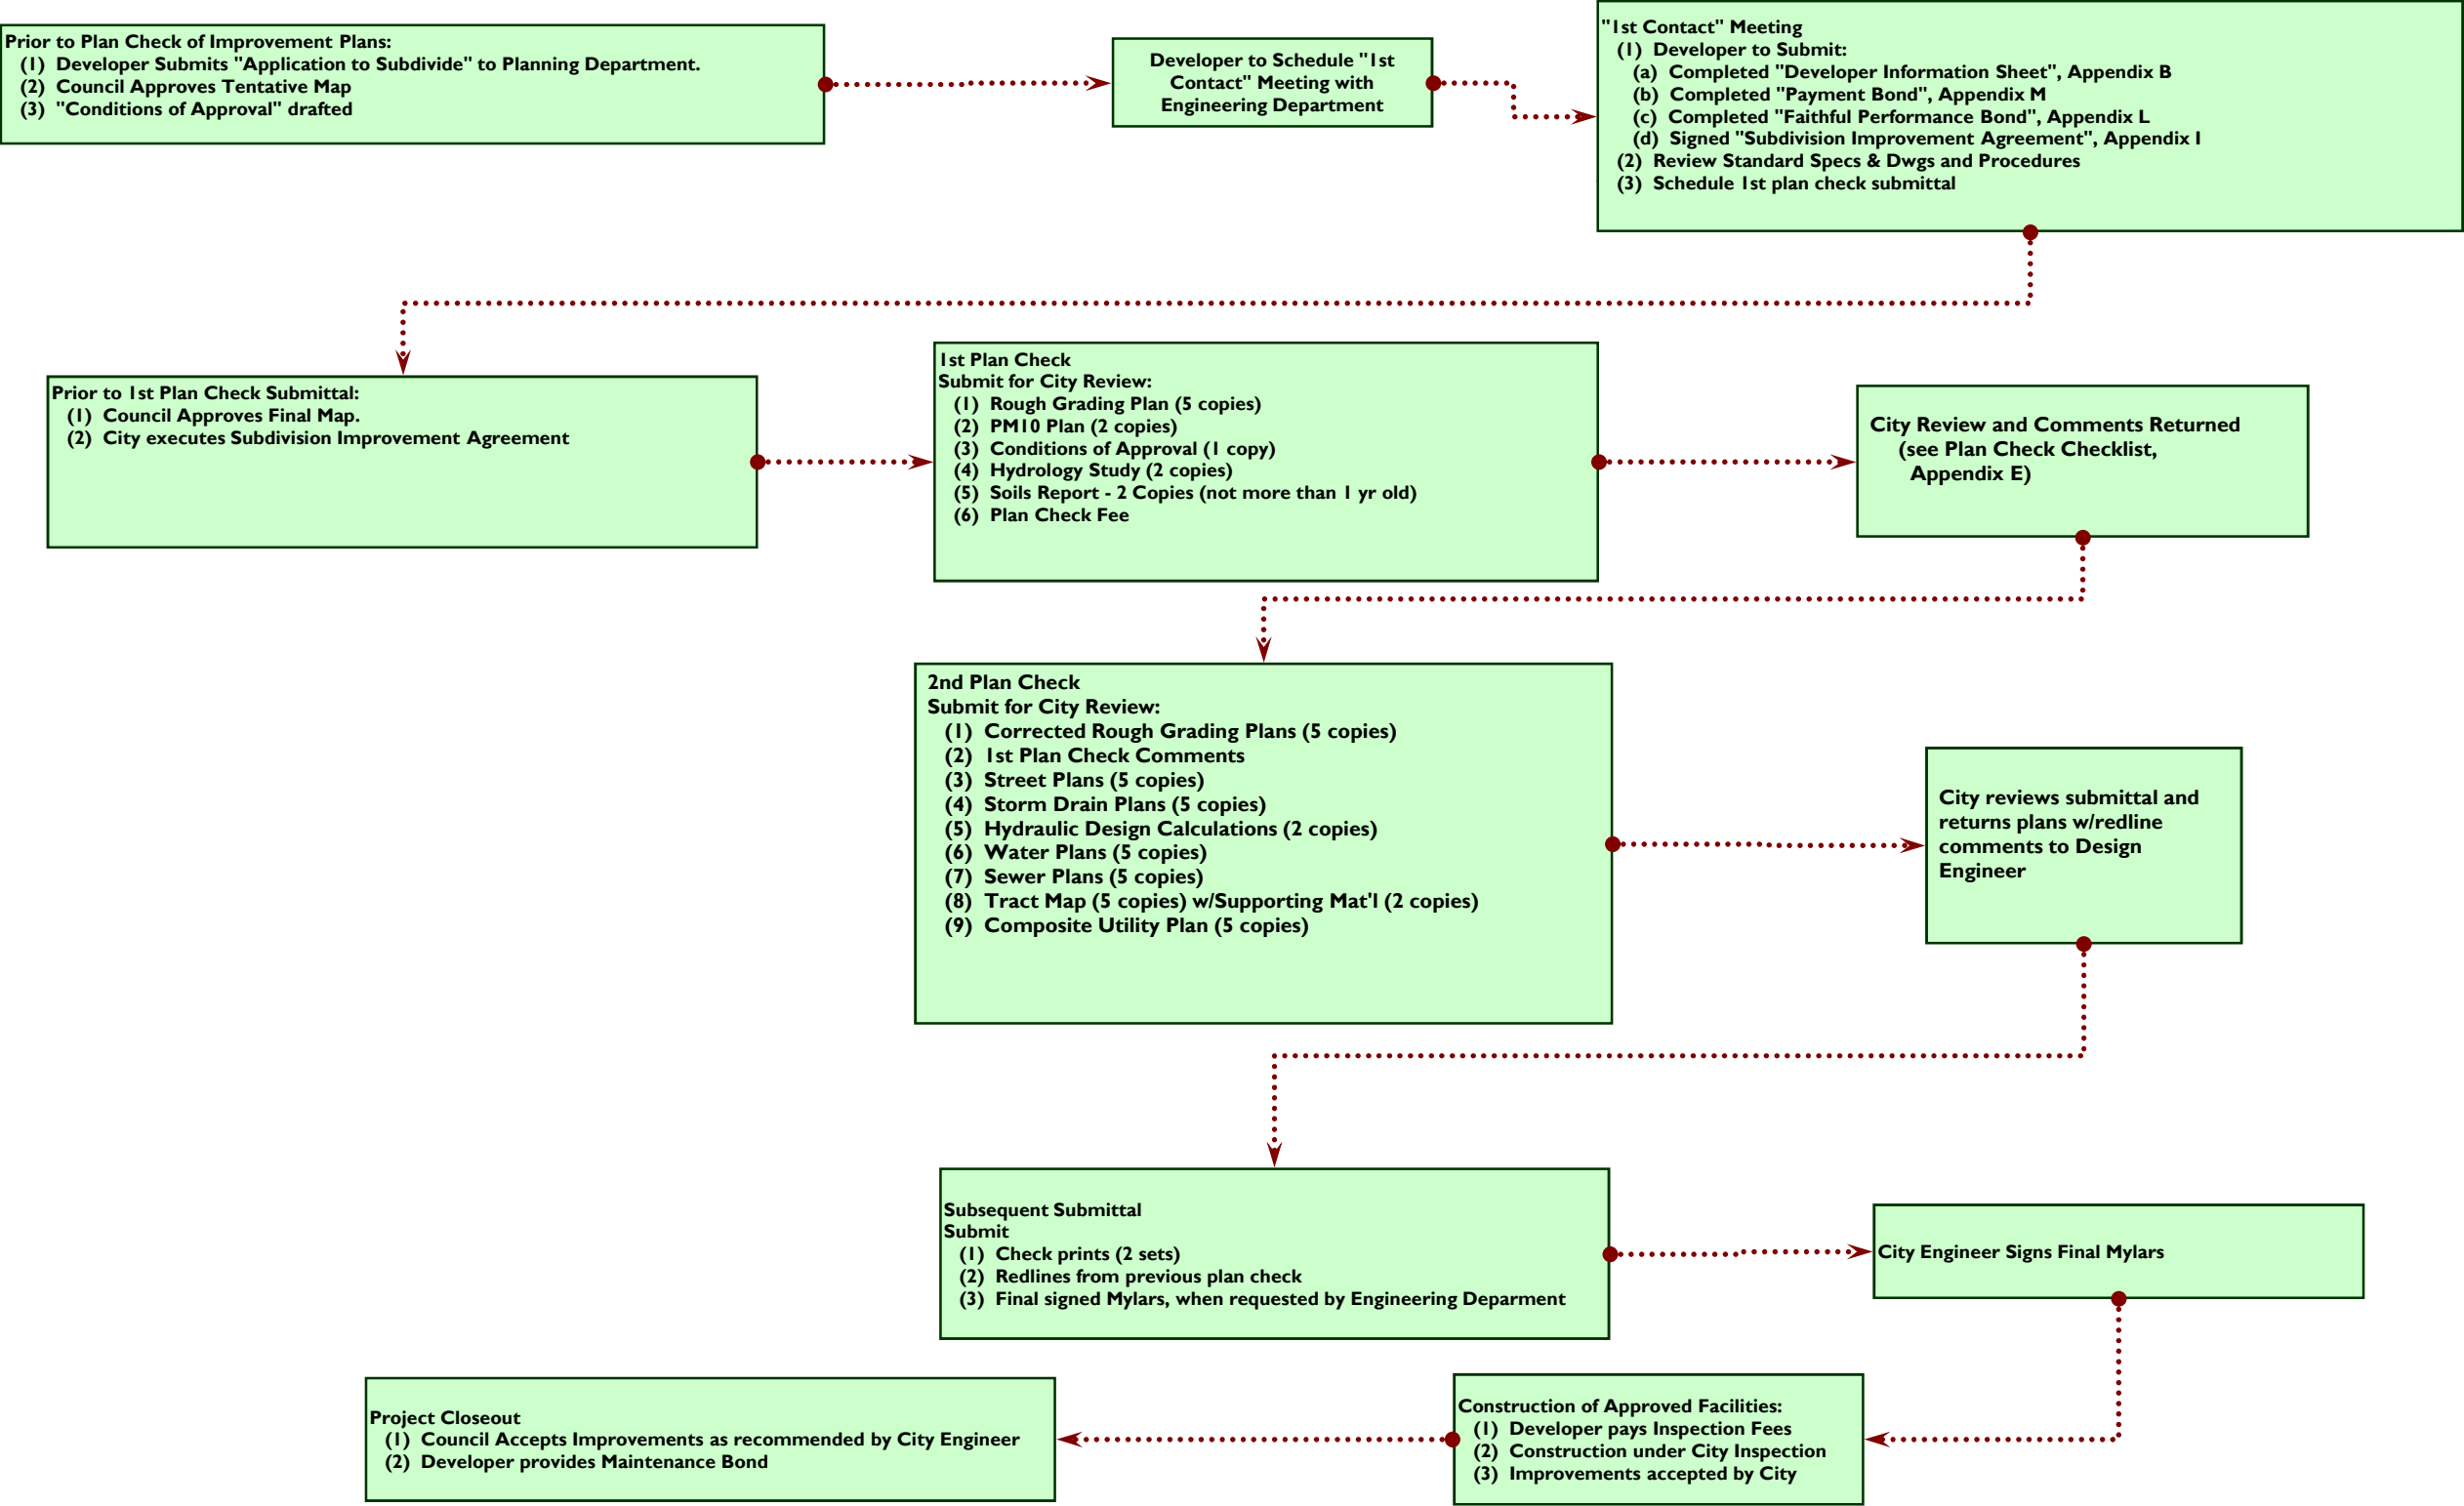 Prior to Plan Check of Improvement Plans:
(1) Developer Submits "Application to Subdivide" to Planning Department.
(2) Council Approves Tentative Map
(3) "Conditions of Approval" drafted
Developer to Schedule "1st
Contact" Meeting with
Engineering Department
"1st Contact" Meeting
(1) Developer to Submit:
(a) Completed "Developer Information Sheet", Appendix B
(b) Completed "Payment Bond", Appendix M
(c) Completed "Faithful Performance Bond", Appendix L
(d) Signed "Subdivision Improvement Agreement", Appendix I
(2) Review Standard Specs & Dwgs and Procedures
(3) Schedule 1st plan check submittal
Prior to 1st Plan Check Submittal:
(1) Council Approves Final Map.
(2) City executes Subdivision Improvement Agreement
1st Plan Check
Submit for City Review:
(1) Rough Grading Plan (5 copies)
(2) PM10 Plan (2 copies)
(3) Conditions of Approval (1 copy)
(4) Hydrology Study (2 copies)
(5) Soils Report - 2 Copies (not more than 1 yr old)
(6) Plan Check Fee
City Review and Comments Returned
(see Plan Check Checklist,
Appendix E)
2nd Plan Check
Submit for City Review:
(1) Corrected Rough Grading Plans (5 copies)
(2) 1st Plan Check Comments
(3) Street Plans (5 copies)
(4) Storm Drain Plans (5 copies)
(5) Hydraulic Design Calculations (2 copies)
(6) Water Plans (5 copies)
(7) Sewer Plans (5 copies)
(8) Tract Map (5 copies) w/Supporting Mat'l (2 copies)
(9) Composite Utility Plan (5 copies)
City reviews submittal and
returns plans w/redline
comments to Design
Engineer
Subsequent Submittal
Submit
(1) Check prints (2 sets)
(2) Redlines from previous plan check
(3) Final signed Mylars, when requested by Engineering Deparment
City Engineer Signs Final Mylars
Project Closeout
(1) Council Accepts Improvements as recommended by City Engineer
(2) Developer provides Maintenance Bond
Construction of Approved Facilities:
(1) Developer pays Inspection Fees
(2) Construction under City Inspection
(3) Improvements accepted by City